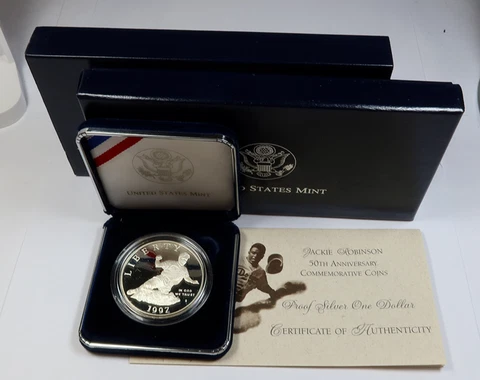 UNITED STATES MINT
D STATES MINT
LIBERTY
IN GOD
WE TRUST
1997
JACKIE ROBINSON
50TH ANNIVERSARY
COMMEMORATIVE COINS
Proof Silver One Dollar
CERTIFICATE OF AUTHENTICITY